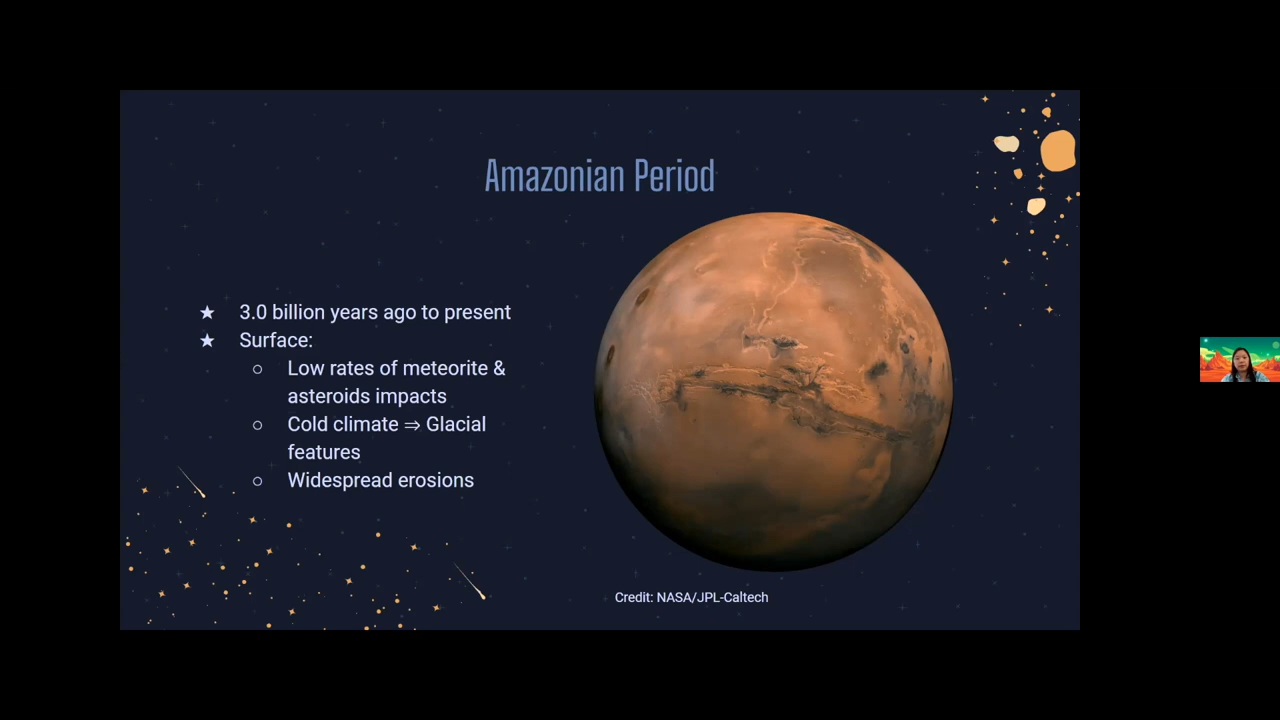 Amazonian Period
★ 3.0 billion years ago to present
★ Surface:
○ Low rates of meteorite &
asteroids impacts
○ Cold climate ⇒ Glacial
features
○ Widespread erosions
Credit: NASA/JPL-Caltech